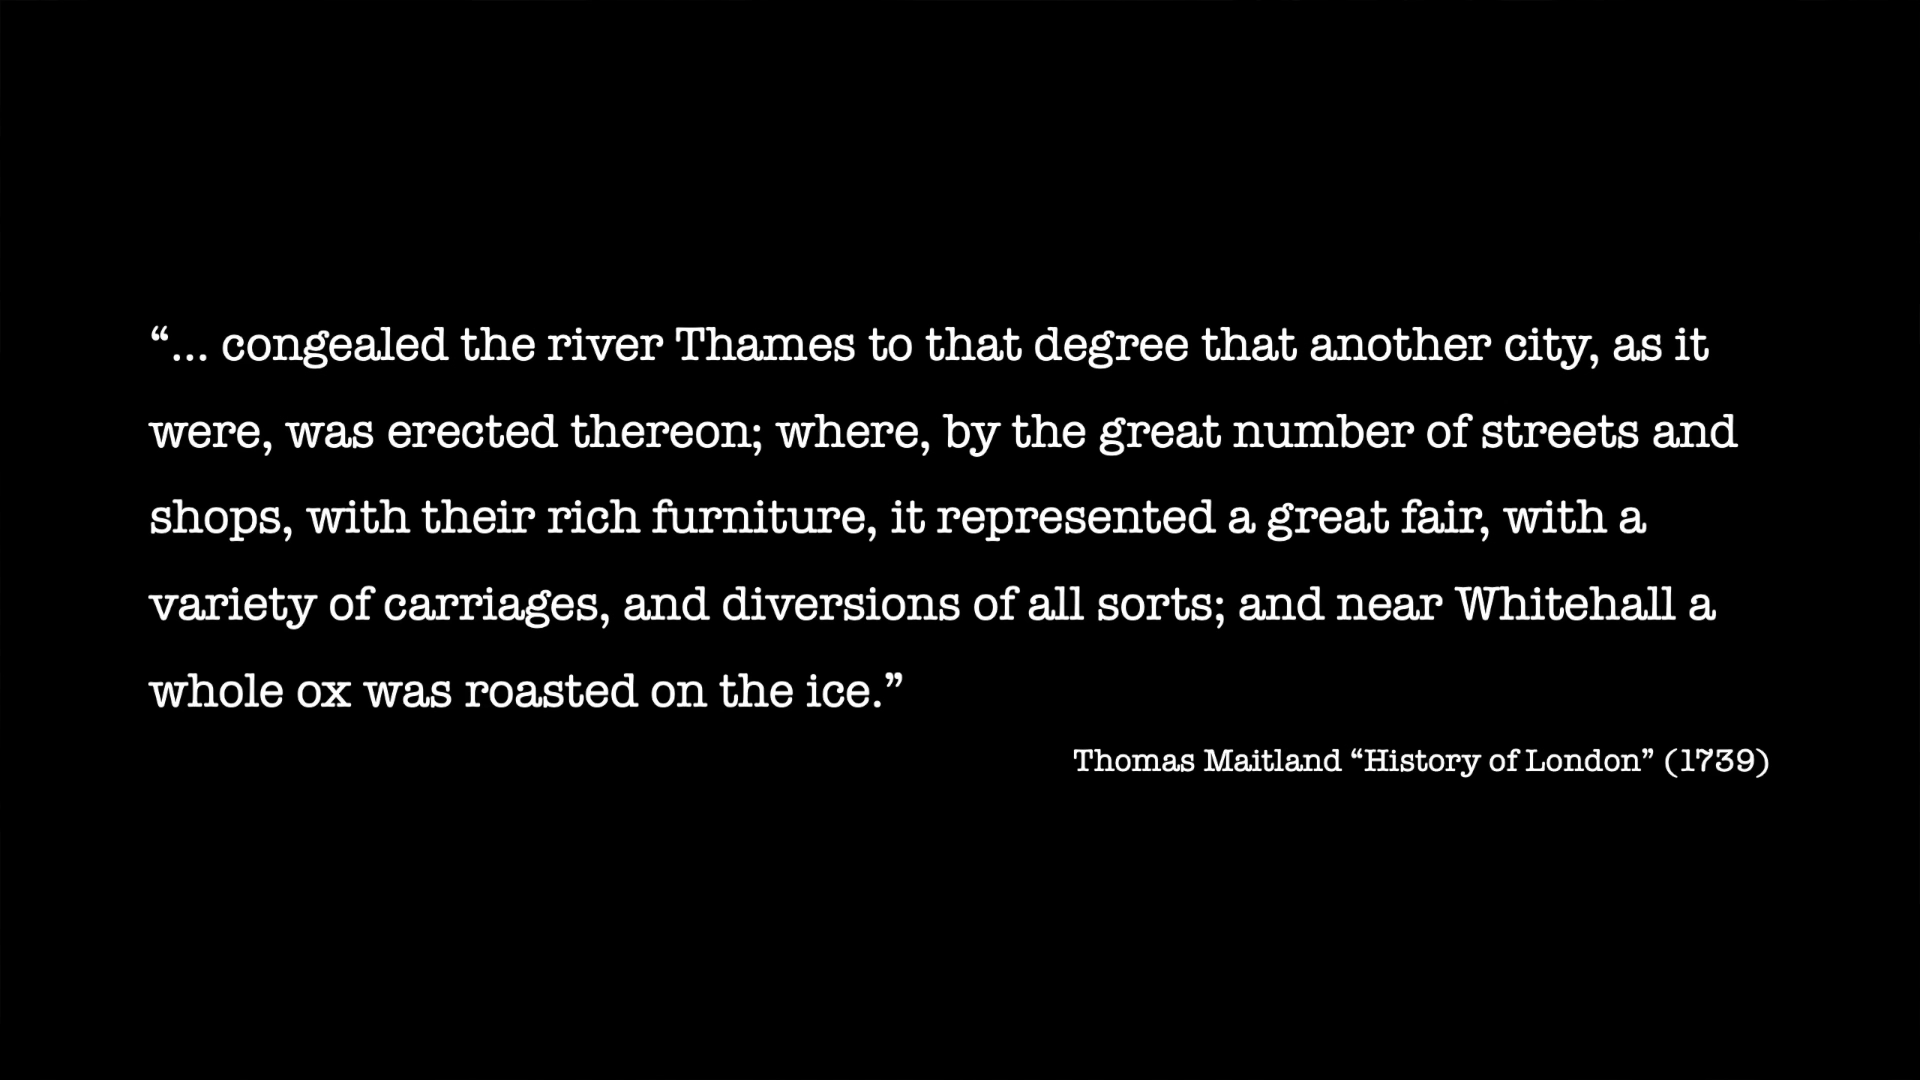 “... congealed the river Thames to that degree that another city, as it
were, was erected thereon; where, by the great number of streets and
shops, with their rich furniture, it represented a great fair, with a
variety of carriages, and diversions of all sorts; and near Whitehall a
whole ox was roasted on the ice.”
Thomas Maitland “History of London” (1739)